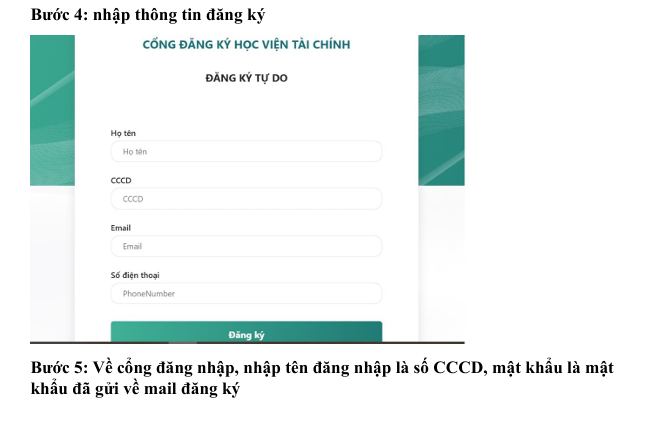 Bước 4: nhập thông tin đăng ký
CỔNG ĐĂNG KÝ HỌC VIỆN TÀI CHÍNH
ĐĂNG KÝ TỰ DO
Họ tên
Họ tên
CCCD
CCCD
Email
Email
Số điện thoại
PhoneNumber
Đăng ký
Bước 5: Về cổng đăng nhập, nhập tên đăng nhập là số CCCD, mật khẩu là mật
khẩu đã gửi về mail đăng ký